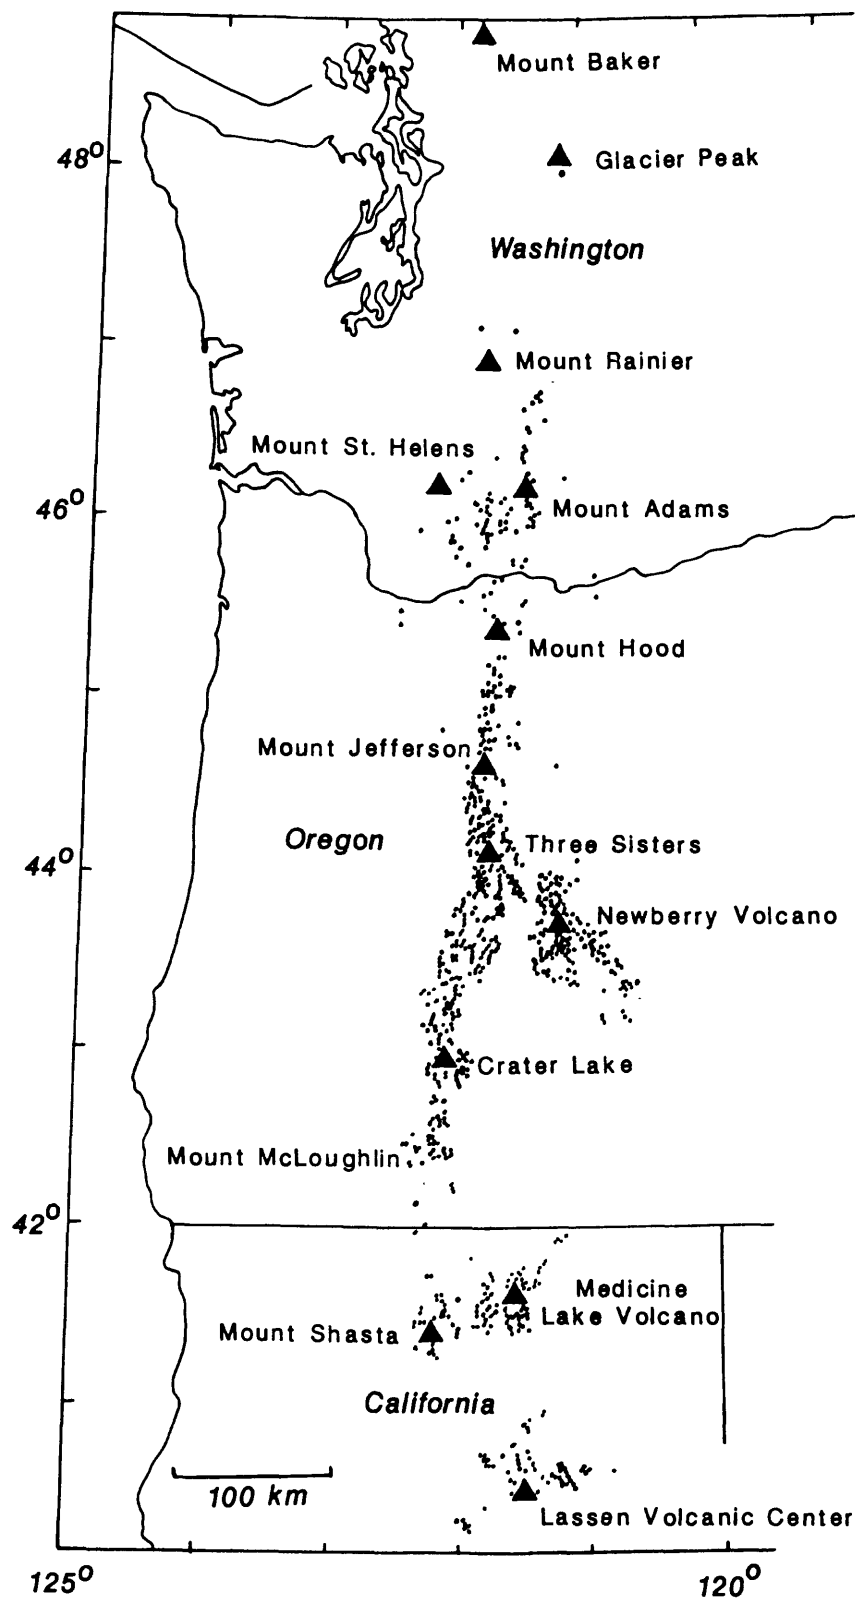 Mount Baker
48°
Glacier Peak
Washington
Mount Rainier
Mount St. Helens
46°
Mount Adams
Mount Hood
Mount Jefferson
Oregon
Three Sisters
44°
Newberry Volcano
Crater Lake
Mount McLoughlin
42°
Medicine
Lake Volcano
Mount Shasta
California
100 km
Lassen Volcanic Center
125°
120°